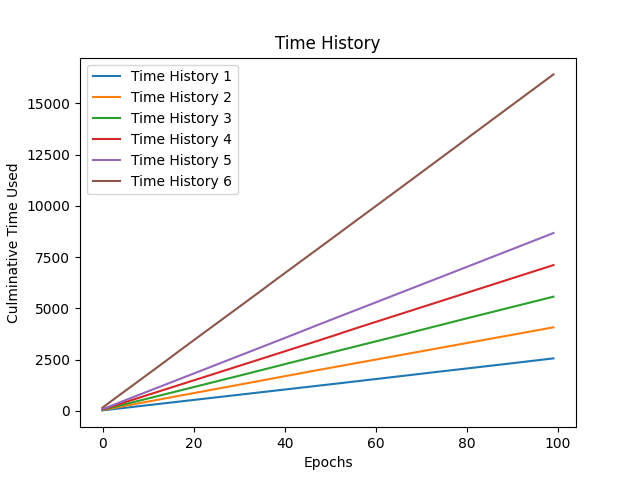 Time History
Time History 1
Time History 2
Time History 3
Time History 4
Time History 5
Time History 6
Culminative Time Used
15000
12500
10000
7500
5000
2500
0
0 20 40 60 80 100
Epochs